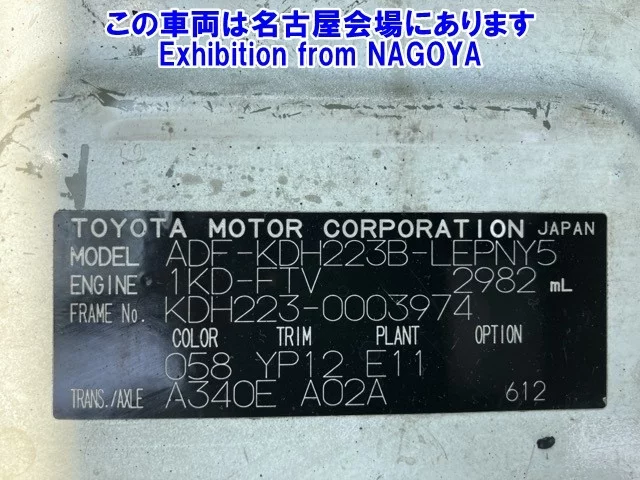 この車両は名古屋会場にあります
Exhibition from NAGOYA
TOYOTA MOTOR CORPORATION JAPAN
MODEL ADF-KDH223B-LEPNY5
ENGINE 1KD-FTV 2982 mL
FRAME No. KDH223-0003974
COLOR TRIM PLANT OPTION
058 YP12 E11
TRANS./AXLE A340E A02A 612